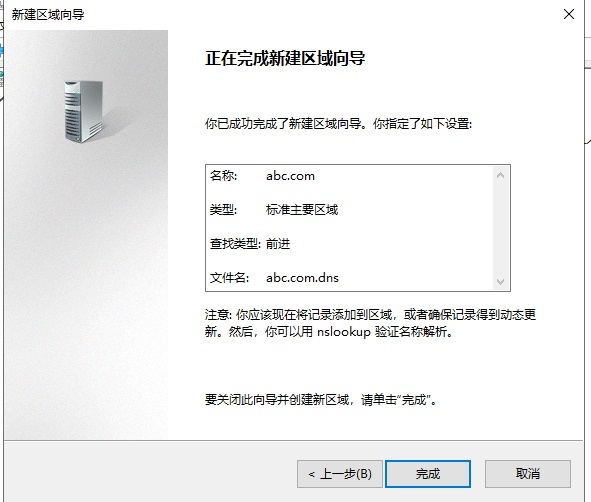 新建区域向导
正在完成新建区域向导
你已成功完成了新建区域向导。你指定了如下设置:
名称: abc.com
类型: 标准主要区域
查找类型: 前进
文件名: abc.com.dns
注意: 你应该现在将记录添加到区域，或者确保记录得到动态更
新。然后，你可以用 nslookup 验证名称解析。
要关闭此向导并创建新区域，请单击“完成”。
< 上一步(B) 完成 取消